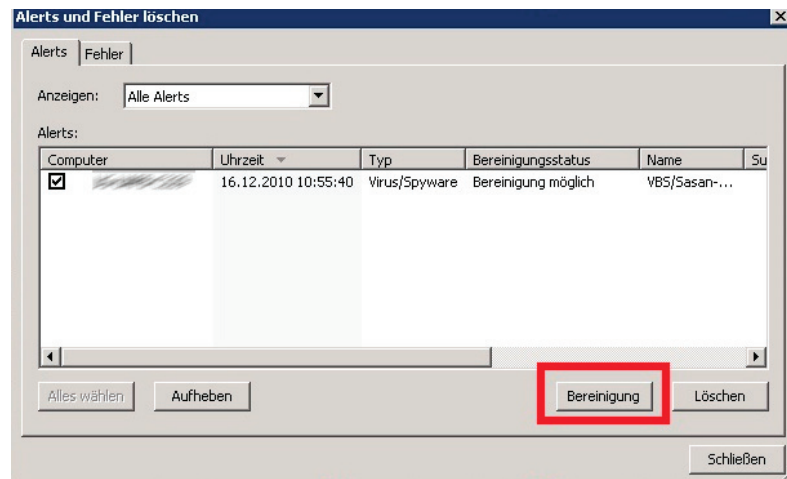 Alerts und Fehler löschen
Alerts Fehler
Anzeigen: Alle Alerts
Alerts:
Computer Uhrzeit Typ Bereinigungsstatus Name Su
16.12.2010 10:55:40 Virus/Spyware Bereinigung möglich VBS/Sasan-...
Alles wählen Aufheben Bereinigung Löschen
Schließen